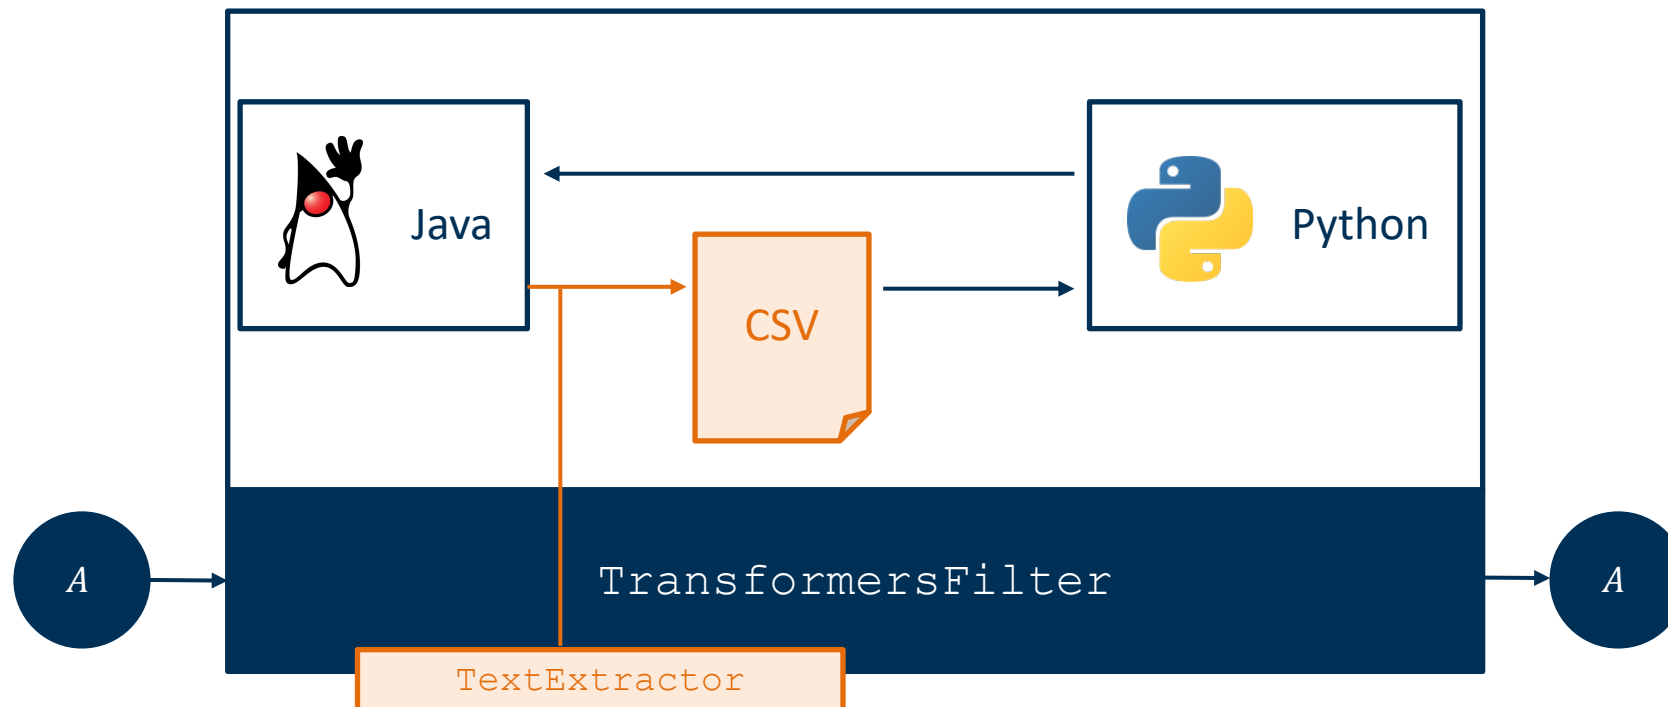 Java
Python
CSV
A
TransformersFilter
A
TextExtractor